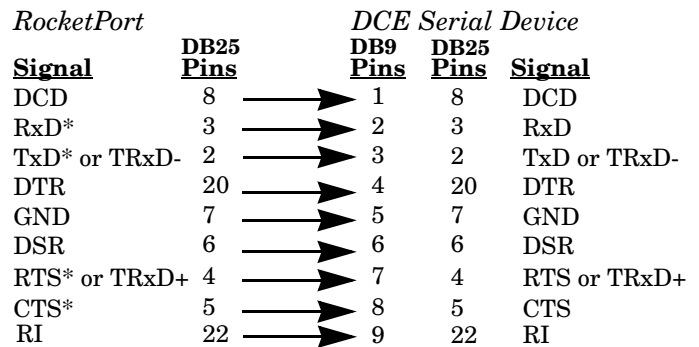 RocketPort DCE Serial Device
DB25 DB9 DB25
Signal Pins Pins Pins Signal
DCD 8 1 8 DCD
RxD* 3 2 3 RxD
TxD* or TRxD- 2 3 2 TxD or TRxD-
DTR 20 4 20 DTR
GND 7 5 7 GND
DSR 6 6 6 DSR
RTS* or TRxD+ 4 7 4 RTS or TRxD+
CTS* 5 8 5 CTS
RI 22 9 22 RI